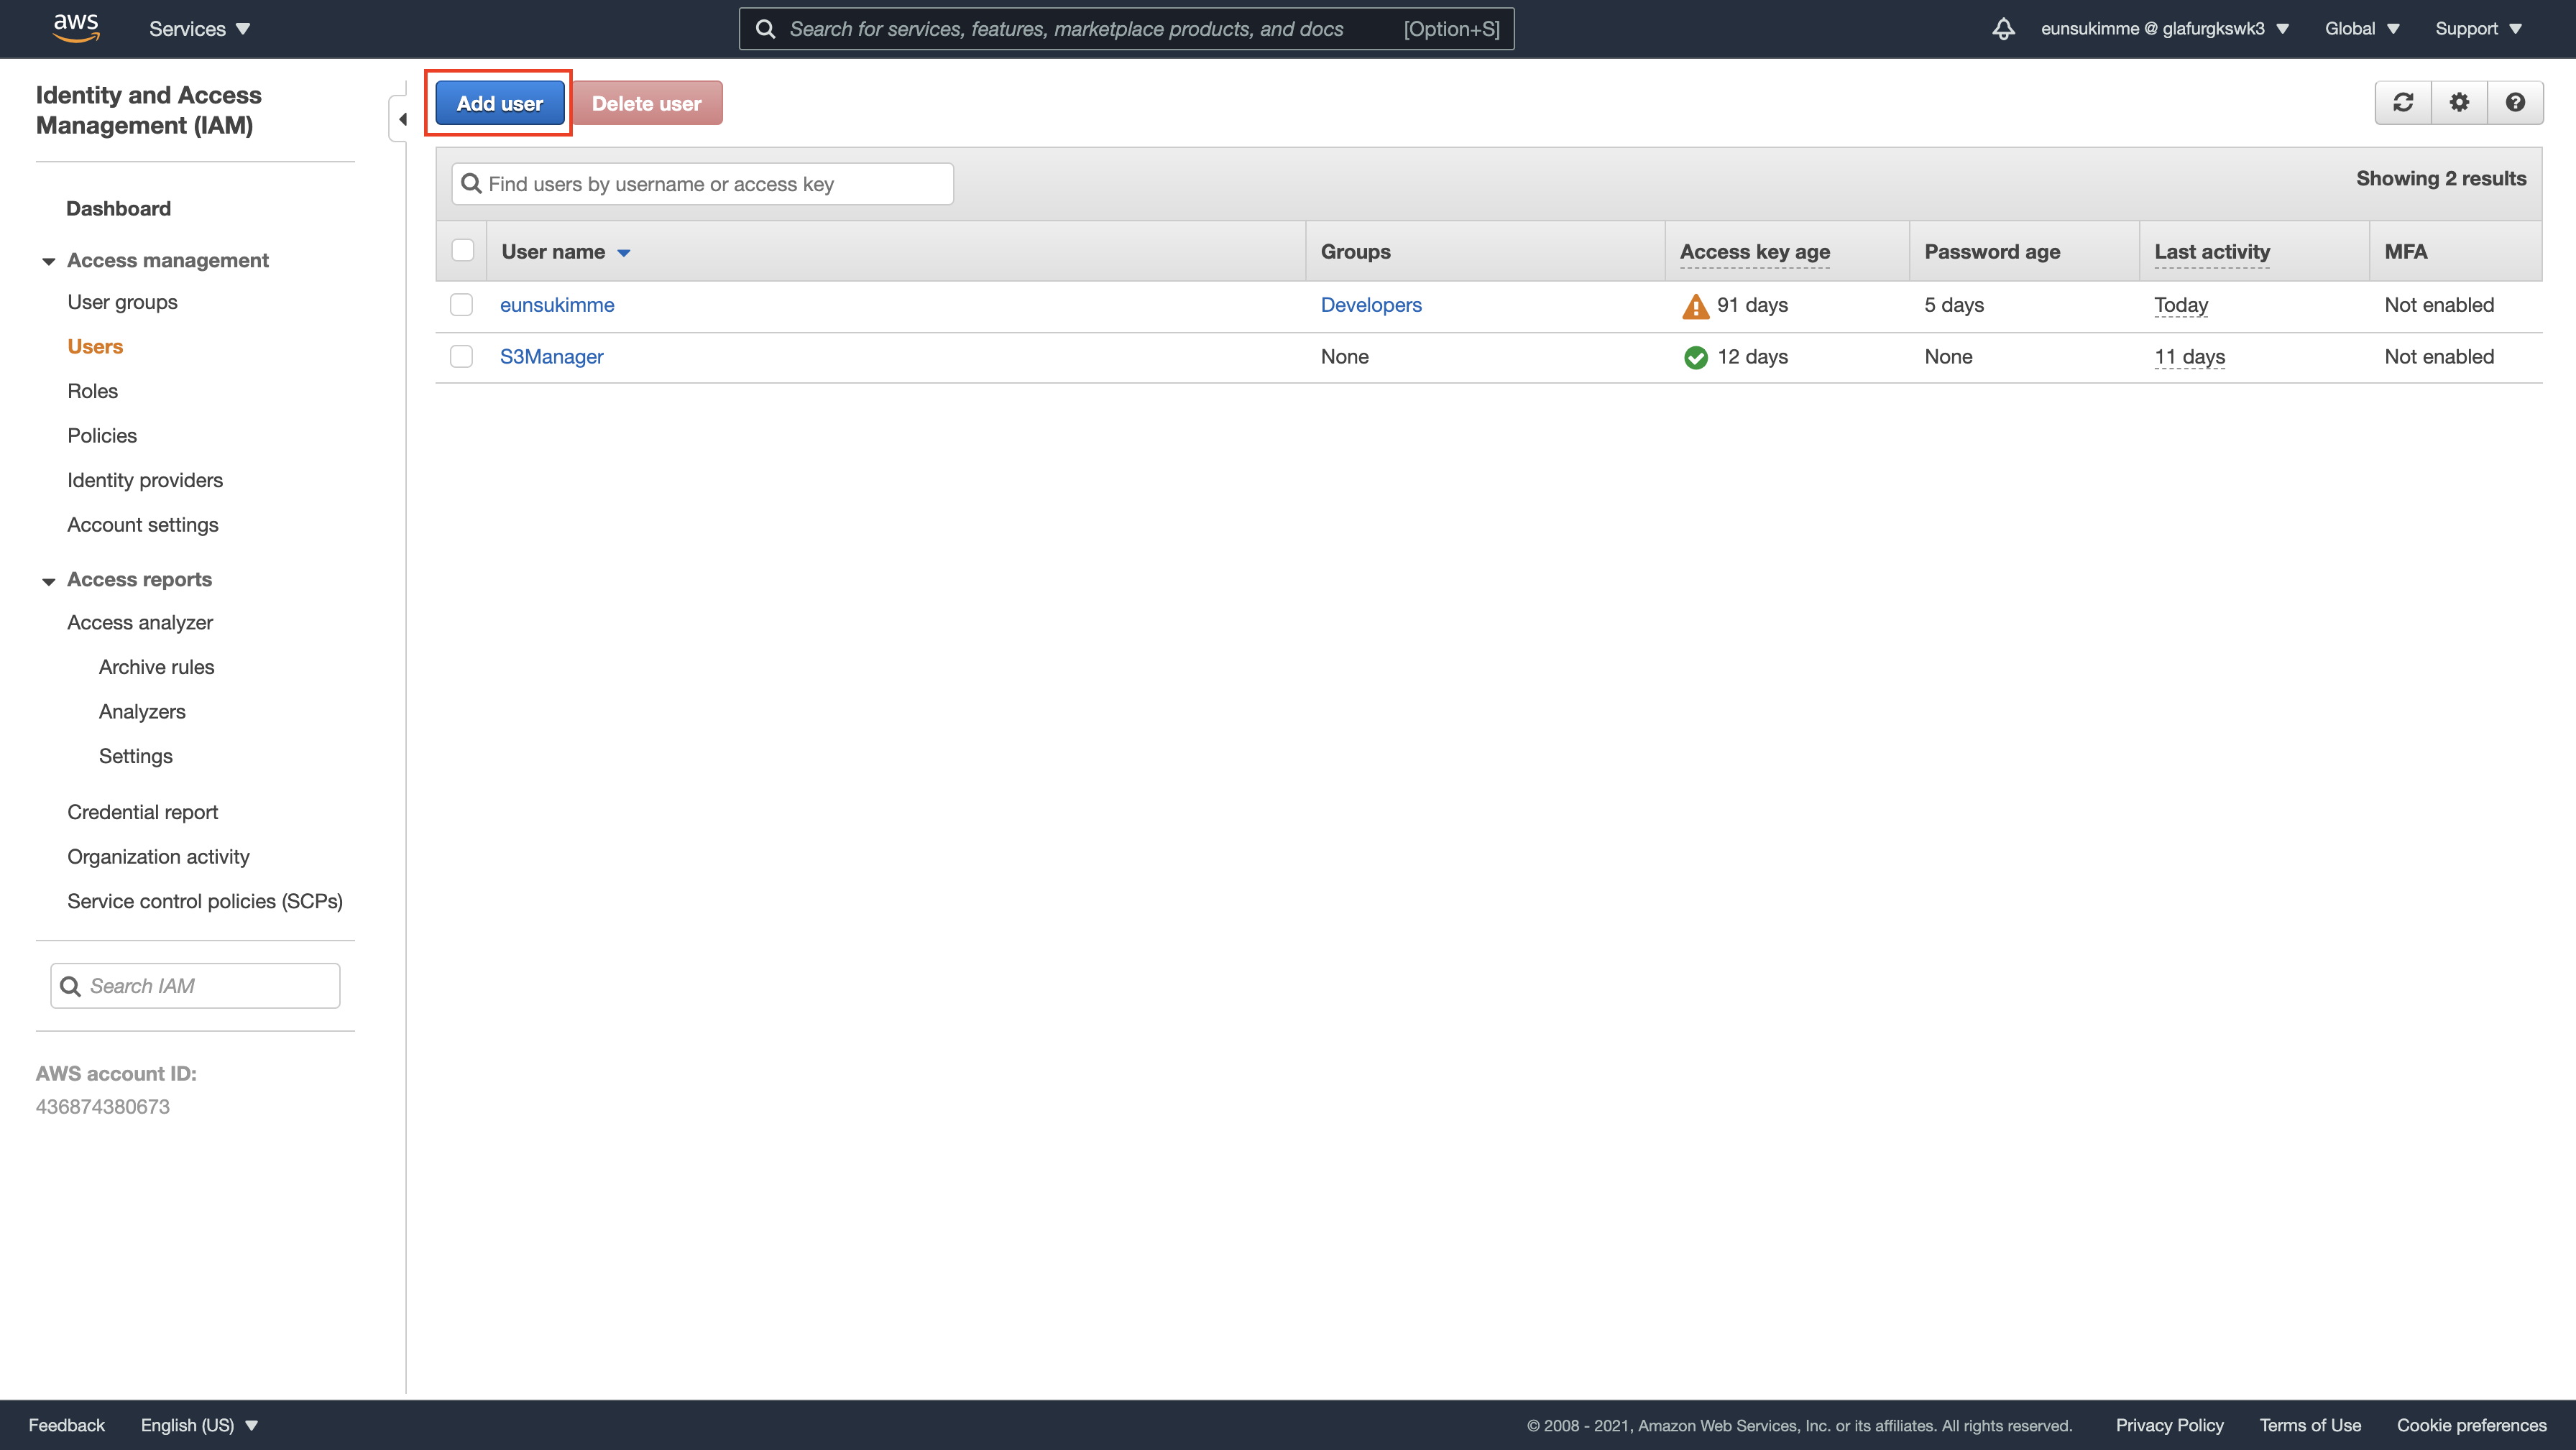 aws
Services
Search for services, features, marketplace products, and docs [Option+S]
eunsukimme @ glafurgkswk3
Global
Support
Identity and Access
Management (IAM)
Dashboard
Access management
User groups
Users
Roles
Policies
Identity providers
Account settings
Access reports
Access analyzer
Archive rules
Analyzers
Settings
Credential report
Organization activity
Service control policies (SCPs)
Search IAM
AWS account ID:
436874380673
Add user
Delete user
Find users by username or access key
Showing 2 results
User name Groups Access key age Password age Last activity MFA
eunsukimme Developers 91 days 5 days Today Not enabled
S3Manager None 12 days None 11 days Not enabled
Feedback
English (US)
© 2008 - 2021, Amazon Web Services, Inc. or its affiliates. All rights reserved.
Privacy Policy
Terms of Use
Cookie preferences